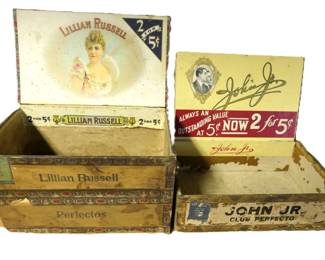 LILLIAN RUSSELL
2 FOR 5¢
2 FOR 5¢ LILLIAN RUSSELL 2 FOR 5¢
Lillian Russell
Perfectos
John Jr.
ALWAYS AN
OUTSTANDING VALUE
AT 5¢ NOW 2 for 5¢
John Jr.
JOHN JR.
CLUB PERFECTO